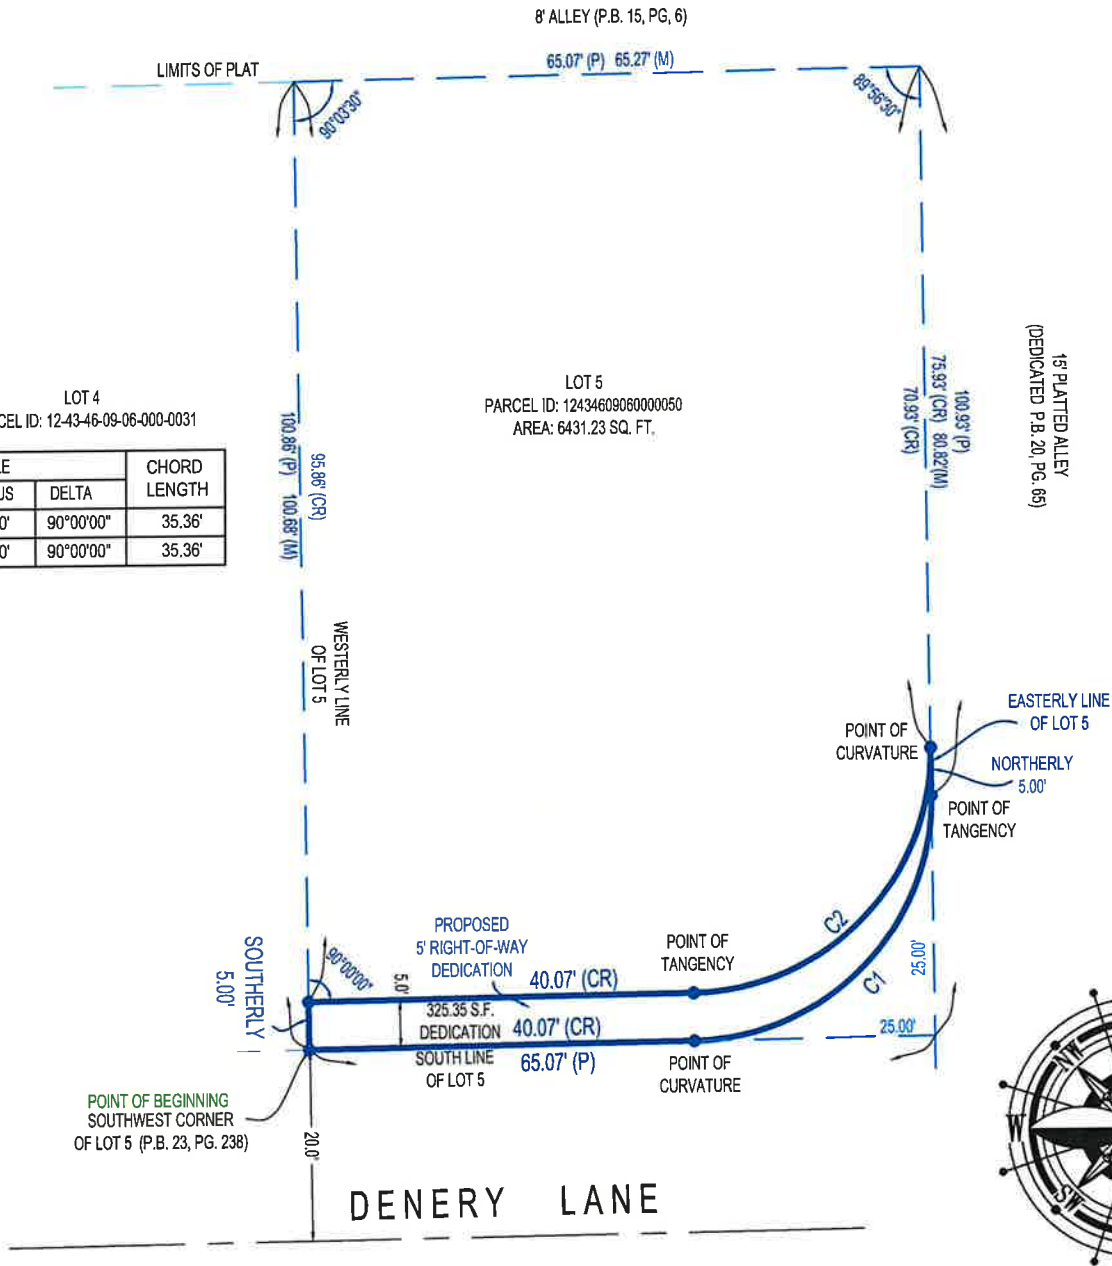 8' ALLEY (P.B. 15, PG, 6)
LIMITS OF PLAT
65.07' (P) 65.27' (M)
90°03'30"
89°56'30"
LOT 4
CEL ID: 12-43-46-09-06-000-0031
LE
CHORD
LENGTH
US DELTA
0' 90°00'00" 35.36'
0' 90°00'00" 35.36'
LOT 5
PARCEL ID: 12434609060000050
AREA: 6431.23 SQ. FT.
95.86' (CR)
100.86' (P) 100.68' (M)
100.93' (P)
75.93' (CR) 80.82'(M)
70.93' (CR)
15' PLATTED ALLEY
(DEDICATED P.B. 20, PG. 65)
WESTERLY LINE
OF LOT 5
POINT OF
CURVATURE
EASTERLY LINE
OF LOT 5
NORTHERLY
5.00'
POINT OF
TANGENCY
SOUTHERLY
5.00'
90°00'00"
PROPOSED
5' RIGHT-OF-WAY
DEDICATION
5.0'
40.07' (CR)
POINT OF
TANGENCY
C2
C1
25.00'
25.00'
325.35 S.F.
DEDICATION
40.07' (CR)
SOUTH LINE
OF LOT 5
65.07' (P)
POINT OF
CURVATURE
POINT OF BEGINNING
SOUTHWEST CORNER
OF LOT 5 (P.B. 23, PG. 238)
20.0'
DENERY LANE
NW
W
SW